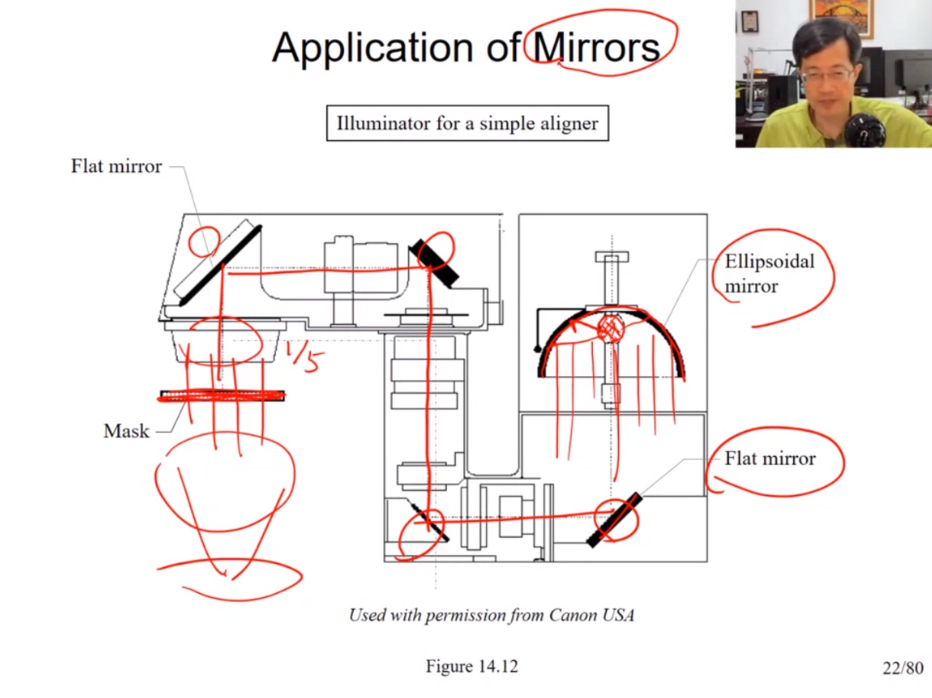 Application of Mirrors
Illuminator for a simple aligner
Flat mirror
Ellipsoidal
mirror
1/5
Mask
Flat mirror
Used with permission from Canon USA
Figure 14.12
22/80